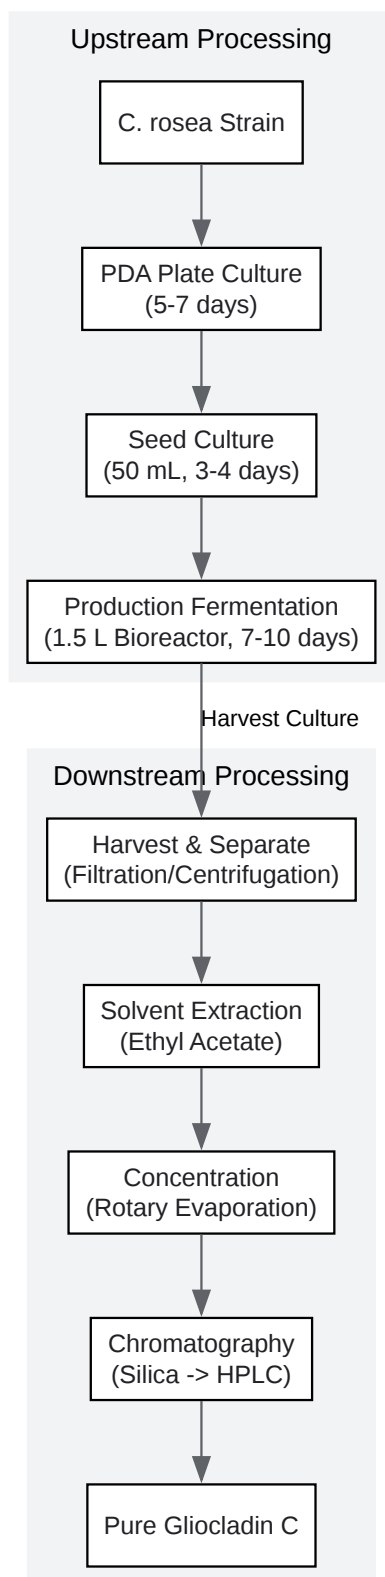 Upstream Processing
C. rosea Strain
PDA Plate Culture
(5-7 days)
Seed Culture
(50 mL, 3-4 days)
Production Fermentation
(1.5 L Bioreactor, 7-10 days)
Harvest Culture
Downstream Processing
Harvest & Separate
(Filtration/Centrifugation)
Solvent Extraction
(Ethyl Acetate)
Concentration
(Rotary Evaporation)
Chromatography
(Silica -> HPLC)
Pure Gliocladin C